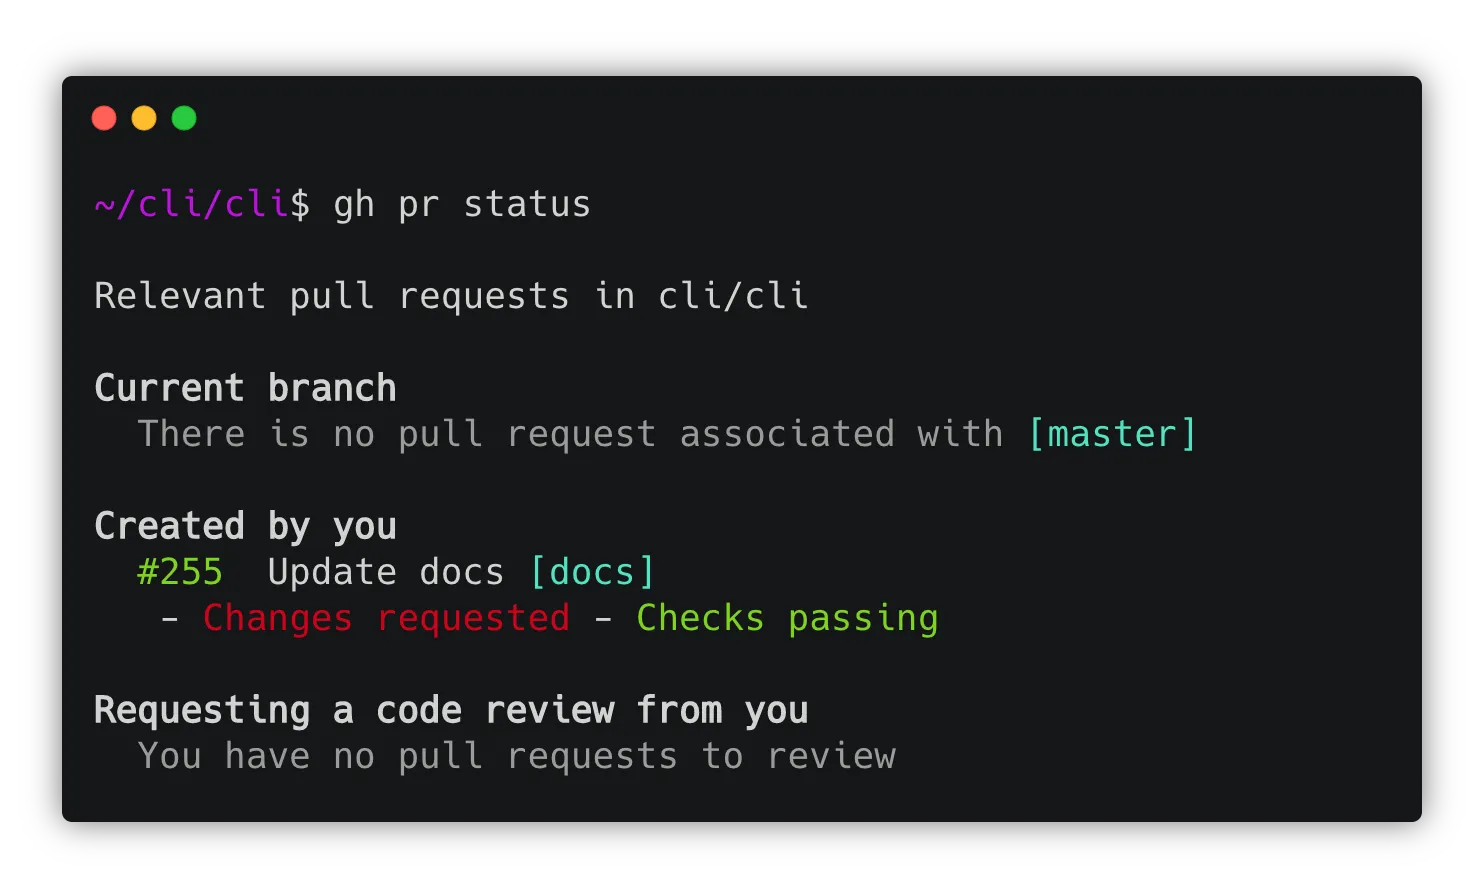 ~/cli/cli$ gh pr status
Relevant pull requests in cli/cli
Current branch
There is no pull request associated with [master]
Created by you
#255 Update docs [docs]
- Changes requested - Checks passing
Requesting a code review from you
You have no pull requests to review